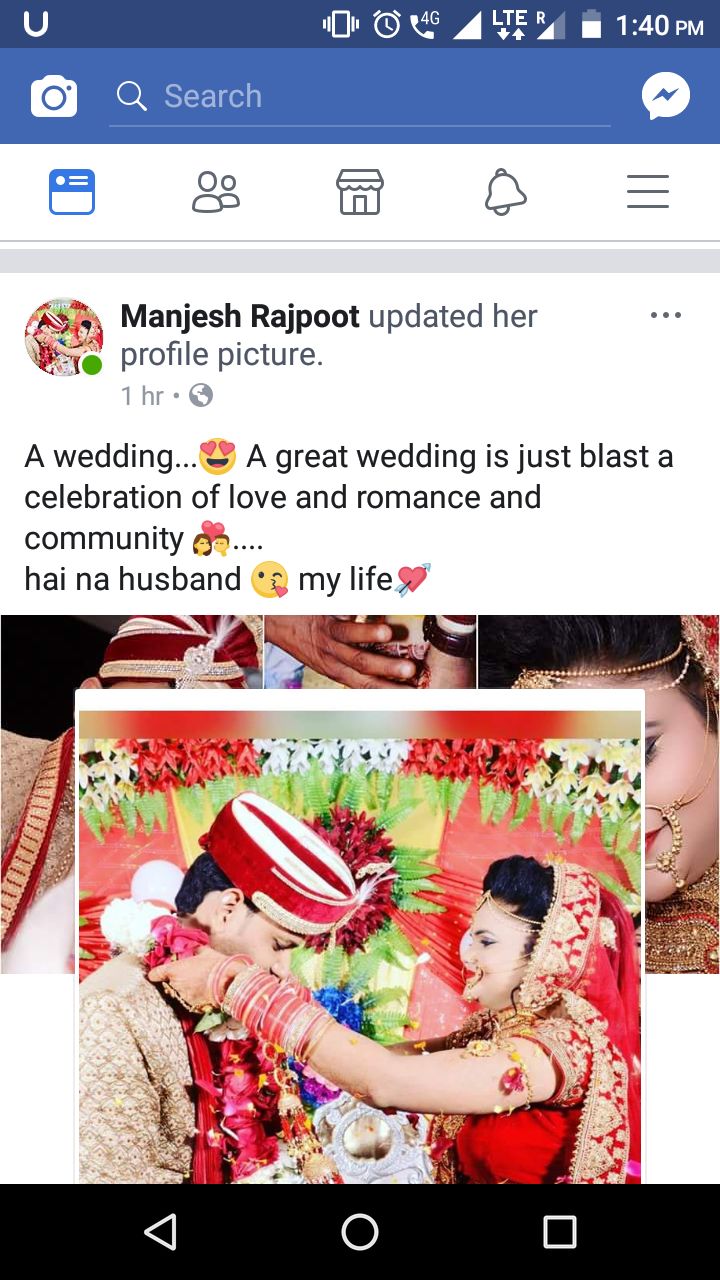 4G LTE R 1:40 PM
Search
Manjesh Rajpoot updated her
profile picture.
1 hr •
A wedding...😍 A great wedding is just blast a
celebration of love and romance and
community 💏....
hai na husband 😘 my life💘